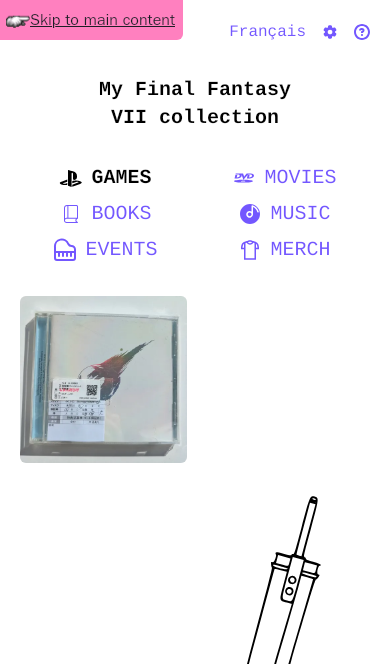 Skip to main content
Français
My Final Fantasy
VII collection
GAMES
MOVIES
BOOKS
MUSIC
EVENTS
MERCH